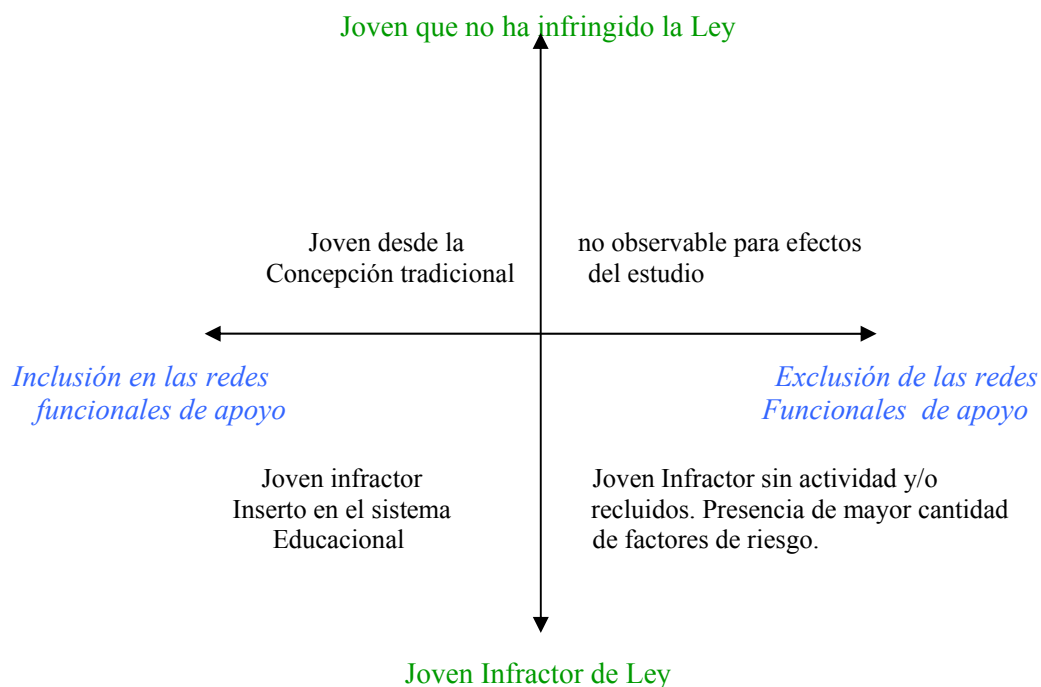 Joven que no ha infringido la Ley
Joven desde la
Concepción tradicional
no observable para efectos
del estudio
Inclusión en las redes
funcionales de apoyo
Exclusión de las redes
Funcionales de apoyo
Joven infractor
Inserto en el sistema
Educacional
Joven Infractor sin actividad y/o
recluidos. Presencia de mayor cantidad
de factores de riesgo.
Joven Infractor de Ley